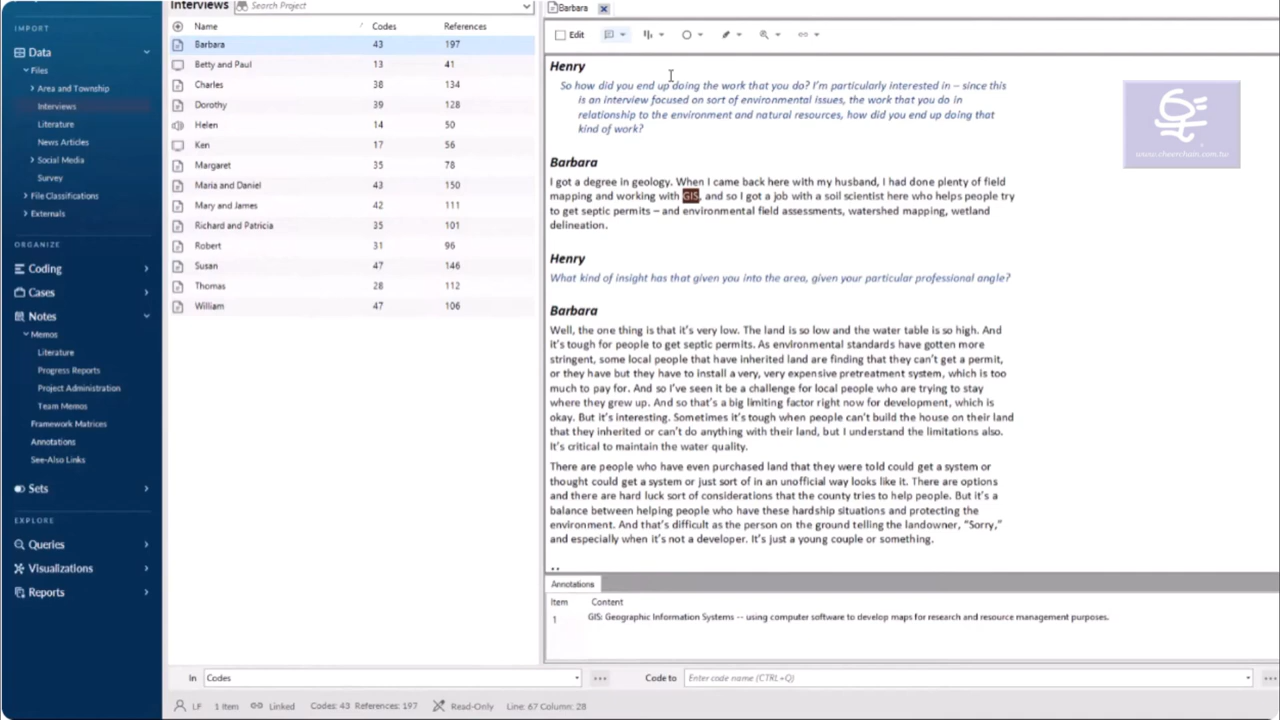 IMPORT
Data
Files
Area and Township
Interviews
Literature
News Articles
Social Media
Survey
File Classifications
Externals
ORGANIZE
Coding
Cases
Notes
Memos
Literature
Progress Reports
Project Administration
Team Memos
Framework Matrices
Annotations
See-Also Links
Sets
EXPLORE
Queries
Visualizations
Reports
Interviews
Search Project
Name Codes References
Barbara 43 197
Betty and Paul 13 41
Charles 38 134
Dorothy 39 128
Helen 14 50
Ken 17 56
Margaret 35 78
Maria and Daniel 43 150
Mary and James 42 111
Richard and Patricia 35 101
Robert 31 96
Susan 47 146
Thomas 28 112
William 47 106
Barbara
Edit
Henry
So how did you end up doing the work that you do? I'm particularly interested in – since this
is an interview focused on sort of environmental issues, the work that you do in
relationship to the environment and natural resources, how did you end up doing that
kind of work?
Barbara
I got a degree in geology. When I came back here with my husband, I had done plenty of field
mapping and working with GIS, and so I got a job with a soil scientist here who helps people try
to get septic permits – and environmental field assessments, watershed mapping, wetland
delineation.
Henry
What kind of insight has that given you into the area, given your particular professional angle?
Barbara
Well, the one thing is that it's very low. The land is so low and the water table is so high. And
it's tough for people to get septic permits. As environmental standards have gotten more
stringent, some local people that have inherited land are finding that they can't get a permit,
or they have but they have to install a very, very expensive pretreatment system, which is too
much to pay for. And so I've seen it be a challenge for local people who are trying to stay
where they grew up. And so that's a big limiting factor right now for development, which is
okay. But it's interesting. Sometimes it's tough when people can't build the house on their land
that they inherited or can't do anything with their land, but I understand the limitations also.
It's critical to maintain the water quality.
There are people who have even purchased land that they were told could get a system or
thought could get a system or just sort of in an unofficial way looks like it. There are options
and there are hard luck sort of considerations that the county tries to help people. But it's a
balance between helping people who have these hardship situations and protecting the
environment. And that's difficult as the person on the ground telling the landowner, "Sorry,"
and especially when it's not a developer. It's just a young couple or something.
www.cheerchain.com.tw
Annotations
Item Content
1 GIS: Geographic Information Systems -- using computer software to develop maps for research and resource management purposes.
In Codes Code to Enter code name (CTRL+Q)
LF 1 Item Linked Codes: 43 References: 197 Read-Only Line: 67 Column: 28